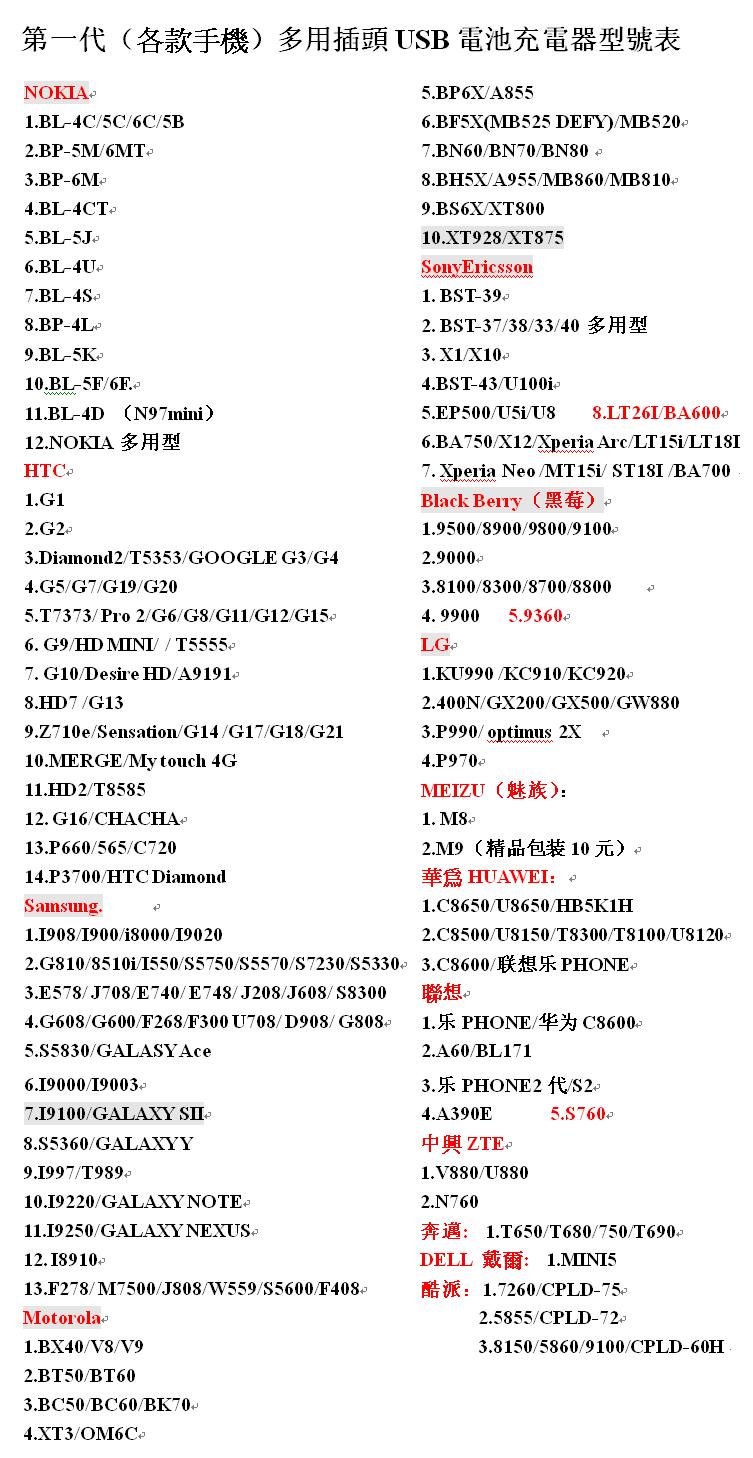 第一代（各款手機）多用插頭 USB 電池充電器型號表
NOKIA
1.BL-4C/5C/6C/5B
2.BP-5M/6MT
3.BP-6M
4.BL-4CT
5.BL-5J
6.BL-4U
7.BL-4S
8.BP-4L
9.BL-5K
10.BL-5F/6F.
11.BL-4D （N97mini）
12.NOKIA 多用型
HTC
1.G1
2.G2
3.Diamond2/T5353/GOOGLE G3/G4
4.G5/G7/G19/G20
5.T7373/ Pro 2/G6/G8/G11/G12/G15
6. G9/HD MINI/ / T5555
7. G10/Desire HD/A9191
8.HD7 /G13
9.Z710e/Sensation/G14 /G17/G18/G21
10.MERGE/My touch 4G
11.HD2/T8585
12. G16/CHACHA
13.P660/565/C720
14.P3700/HTC Diamond
Samsung.
1.I908/I900/i8000/I9020
2.G810/8510i/I550/S5750/S5570/S7230/S5330
3.E578/ J708/E740/ E748/ J208/J608/ S8300
4.G608/G600/F268/F300 U708/ D908/ G808
5.S5830/GALASY Ace
6.I9000/I9003
7.I9100/GALAXY SII
8.S5360/GALAXY Y
9.I997/T989
10.I9220/GALAXY NOTE
11.I9250/GALAXY NEXUS
12. I8910
13.F278/ M7500/J808/W559/S5600/F408
Motorola
1.BX40/V8/V9
2.BT50/BT60
3.BC50/BC60/BK70
4.XT3/OM6C
5.BP6X/A855
6.BF5X(MB525 DEFY)/MB520
7.BN60/BN70/BN80
8.BH5X/A955/MB860/MB810
9.BS6X/XT800
10.XT928/XT875
SonyEricsson
1. BST-39
2. BST-37/38/33/40 多用型
3. X1/X10
4.BST-43/U100i
5.EP500/U5i/U8 8.LT26I/BA600
6.BA750/X12/Xperia Arc/LT15i/LT18I
7. Xperia Neo /MT15i/ ST18I /BA700
Black Berry（黑莓）
1.9500/8900/9800/9100
2.9000
3.8100/8300/8700/8800
4. 9900 5.9360
LG
1.KU990 /KC910/KC920
2.400N/GX200/GX500/GW880
3.P990/ optimus 2X
4.P970
MEIZU（魅族）：
1. M8
2.M9（精品包装 10 元）
華為 HUAWEI：
1.C8650/U8650/HB5K1H
2.C8500/U8150/T8300/T8100/U8120
3.C8600/联想乐 PHONE
聯想
1.乐 PHONE/华为 C8600
2.A60/BL171
3.乐 PHONE2 代/S2
4.A390E 5.S760
中興 ZTE
1.V880/U880
2.N760
奔邁： 1.T650/T680/750/T690
DELL 戴爾: 1.MINI5
酷派：1.7260/CPLD-75
2.5855/CPLD-72
3.8150/5860/9100/CPLD-60H